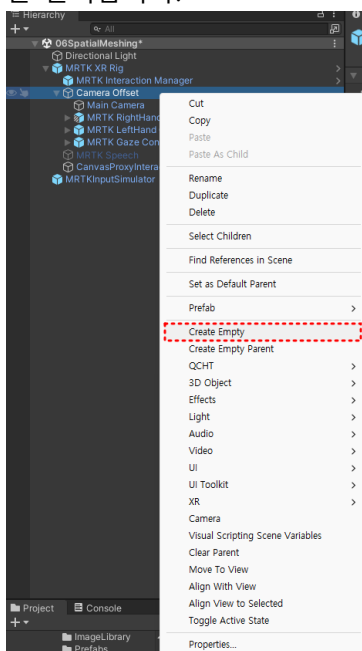 Hierarchy
All
06SpatialMeshing*
Directional Light
MRTK XR Rig
MRTK Interaction Manager
Camera Offset
Main Camera
MRTK RightHand
MRTK LeftHand
MRTK Gaze Con
MRTK Speech
CanvasProxyIntera
MRTKInputSimulator
Cut
Copy
Paste
Paste As Child
Rename
Duplicate
Delete
Select Children
Find References in Scene
Set as Default Parent
Prefab
Create Empty
Create Empty Parent
QCHT
3D Object
Effects
Light
Audio
Video
UI
UI Toolkit
XR
Camera
Visual Scripting Scene Variables
Clear Parent
Move To View
Align With View
Align View to Selected
Toggle Active State
Properties...
Project Console
ImageLibrary
Prefabs